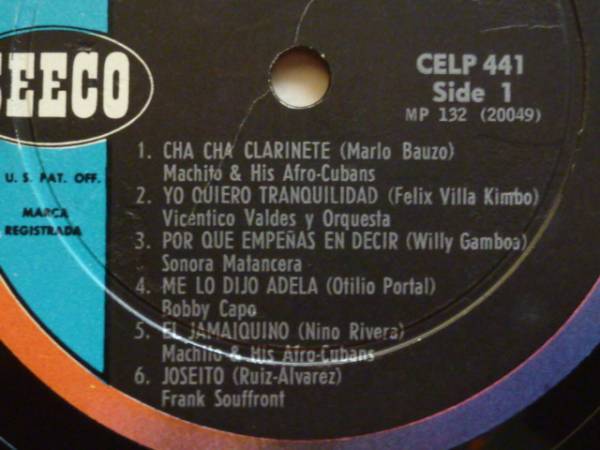 SEECO
U. S. PAT. OFF.
MARCA
REGISTRADA
CELP 441
Side 1
MP 132 (20049)
1. CHA CHA CLARINETE (Marlo Bauzo)
Machito & His Afro-Cubans
2. YO QUIERO TRANQUILIDAD (Felix Villa Kimbo)
Vicentico Valdes y Orquesta
3. POR QUE EMPEÑAS EN DECIR (Willy Gamboa)
Sonora Matancera
4. ME LO DIJO ADELA (Otilio Portal)
Bobby Capo
5. EL JAMAIQUINO (Nino Rivera)
Machito & His Afro-Cubans
6. JOSEITO (Ruiz-Alvarez)
Frank Souffront